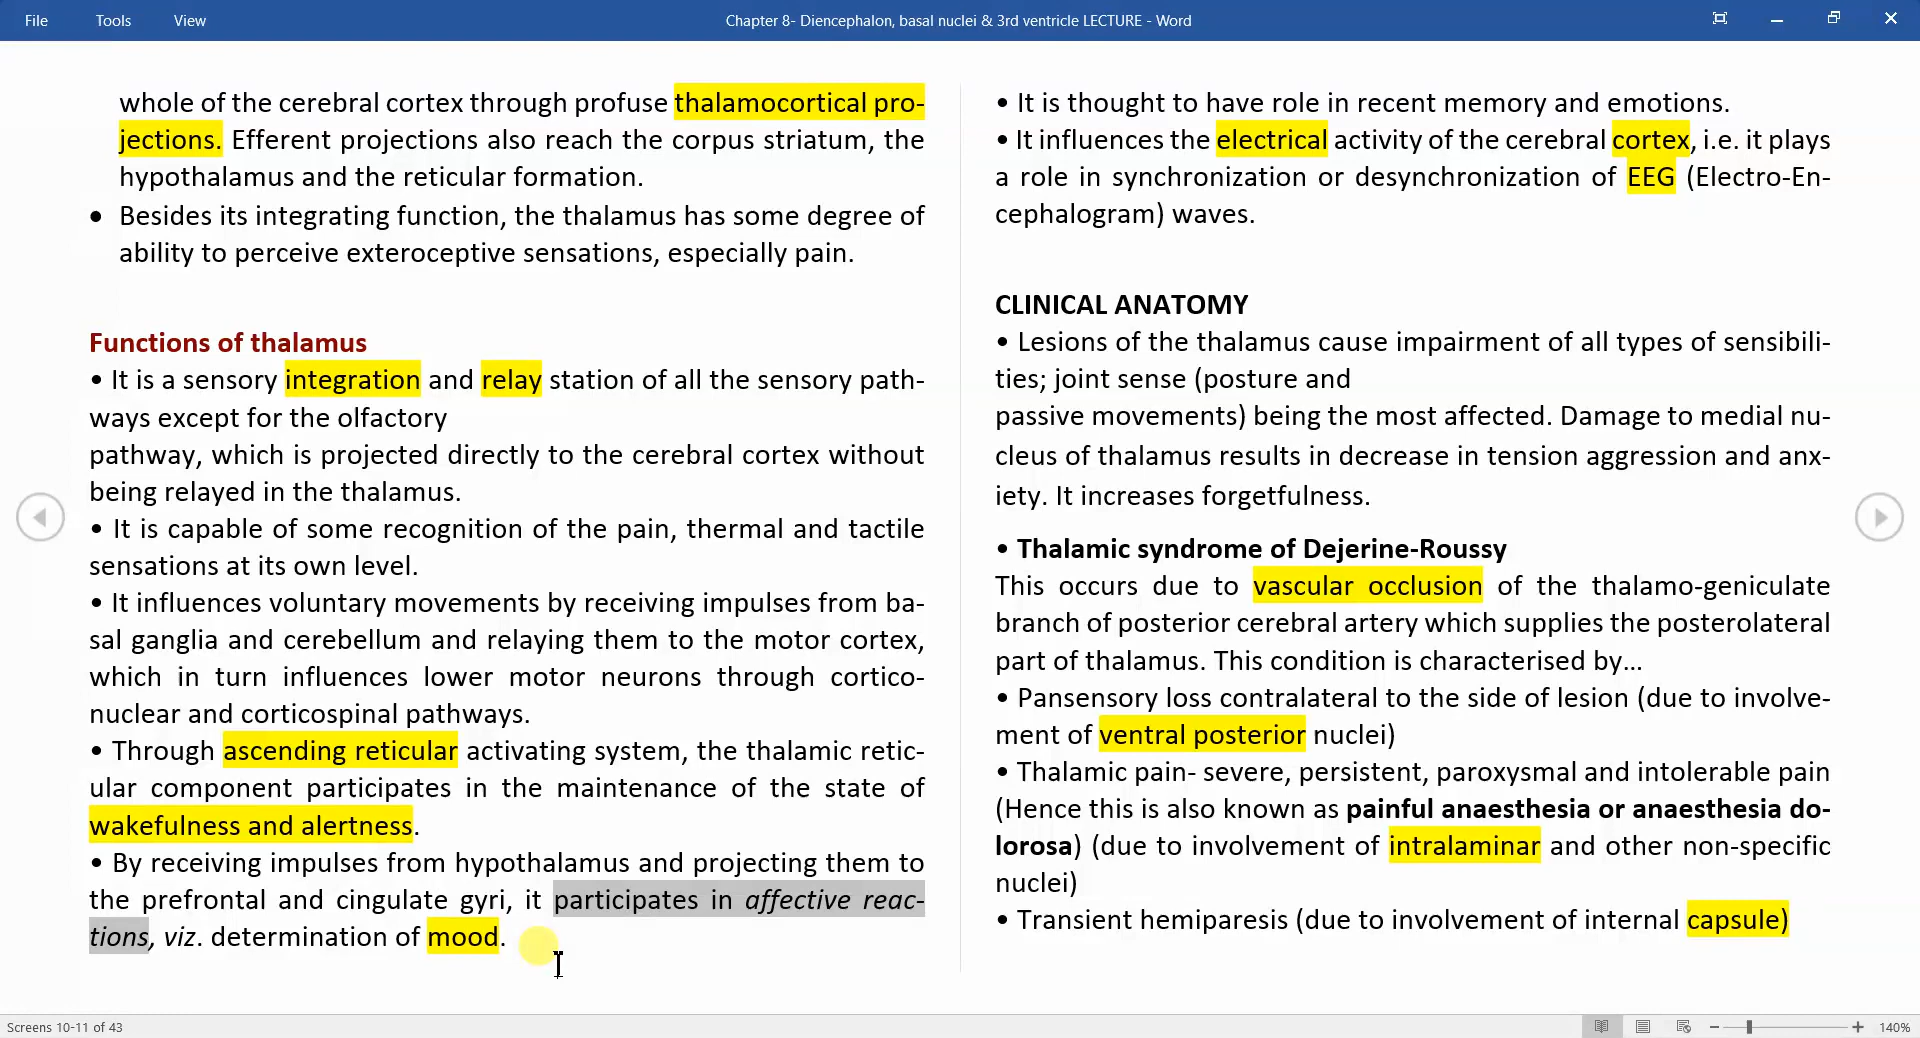 File Tools View Chapter 8- Diencephalon, basal nuclei & 3rd ventricle LECTURE - Word
whole of the cerebral cortex through profuse thalamocortical pro-
jections. Efferent projections also reach the corpus striatum, the
hypothalamus and the reticular formation.
• Besides its integrating function, the thalamus has some degree of
ability to perceive exteroceptive sensations, especially pain.
Functions of thalamus
• It is a sensory integration and relay station of all the sensory path-
ways except for the olfactory
pathway, which is projected directly to the cerebral cortex without
being relayed in the thalamus.
• It is capable of some recognition of the pain, thermal and tactile
sensations at its own level.
• It influences voluntary movements by receiving impulses from ba-
sal ganglia and cerebellum and relaying them to the motor cortex,
which in turn influences lower motor neurons through cortico-
nuclear and corticospinal pathways.
• Through ascending reticular activating system, the thalamic retic-
ular component participates in the maintenance of the state of
wakefulness and alertness.
• By receiving impulses from hypothalamus and projecting them to
the prefrontal and cingulate gyri, it participates in affective reac-
tions, viz. determination of mood.
• It is thought to have role in recent memory and emotions.
• It influences the electrical activity of the cerebral cortex, i.e. it plays
a role in synchronization or desynchronization of EEG (Electro-En-
cephalogram) waves.
CLINICAL ANATOMY
• Lesions of the thalamus cause impairment of all types of sensibili-
ties; joint sense (posture and
passive movements) being the most affected. Damage to medial nu-
cleus of thalamus results in decrease in tension aggression and anx-
iety. It increases forgetfulness.
• Thalamic syndrome of Dejerine-Roussy
This occurs due to vascular occlusion of the thalamo-geniculate
branch of posterior cerebral artery which supplies the posterolateral
part of thalamus. This condition is characterised by...
• Pansensory loss contralateral to the side of lesion (due to involve-
ment of ventral posterior nuclei)
• Thalamic pain- severe, persistent, paroxysmal and intolerable pain
(Hence this is also known as painful anaesthesia or anaesthesia do-
lorosa) (due to involvement of intralaminar and other non-specific
nuclei)
• Transient hemiparesis (due to involvement of internal capsule)
Screens 10-11 of 43 140%